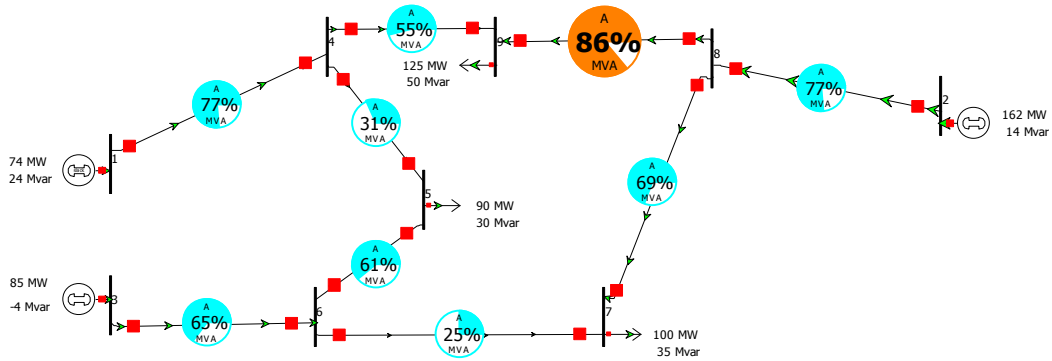 A
55%
MVA
4
9
A
86%
MVA
125 MW
50 Mvar
8
A
77%
MVA
2
162 MW
14 Mvar
A
77%
MVA
A
31%
MVA
1
74 MW
24 Mvar
A
69%
MVA
5
90 MW
30 Mvar
A
61%
MVA
85 MW
-4 Mvar
3
A
65%
MVA
6
A
25%
MVA
7
100 MW
35 Mvar